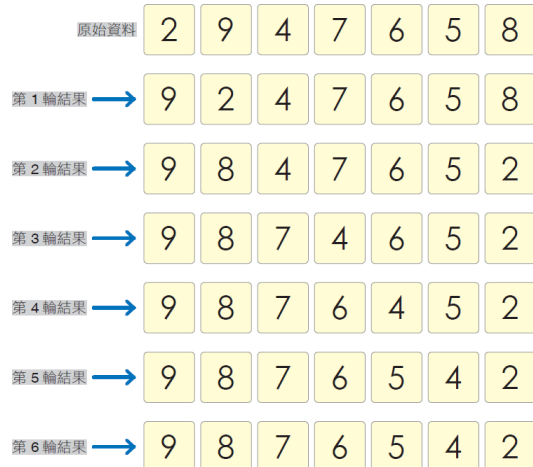 原始資料 2 9 4 7 6 5 8
第 1 輪結果 9 2 4 7 6 5 8
第 2 輪結果 9 8 4 7 6 5 2
第 3 輪結果 9 8 7 4 6 5 2
第 4 輪結果 9 8 7 6 4 5 2
第 5 輪結果 9 8 7 6 5 4 2
第 6 輪結果 9 8 7 6 5 4 2